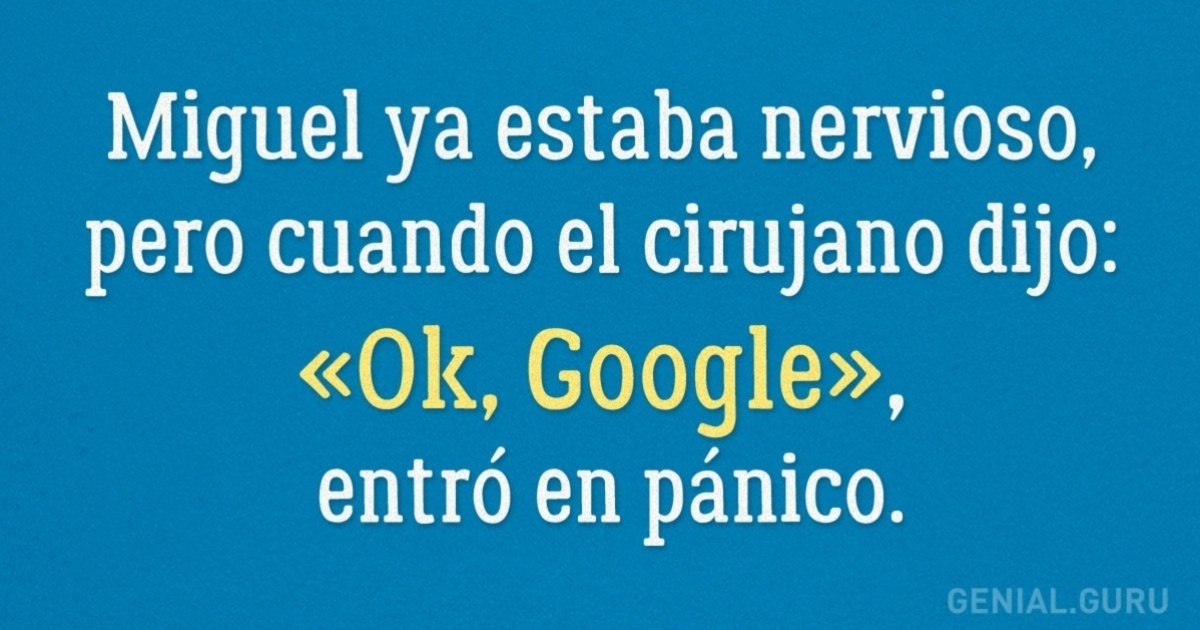 Miguel ya estaba nervioso,
pero cuando el cirujano dijo:
«Ok, Google»,
entró en pánico.
GENIAL.GURU